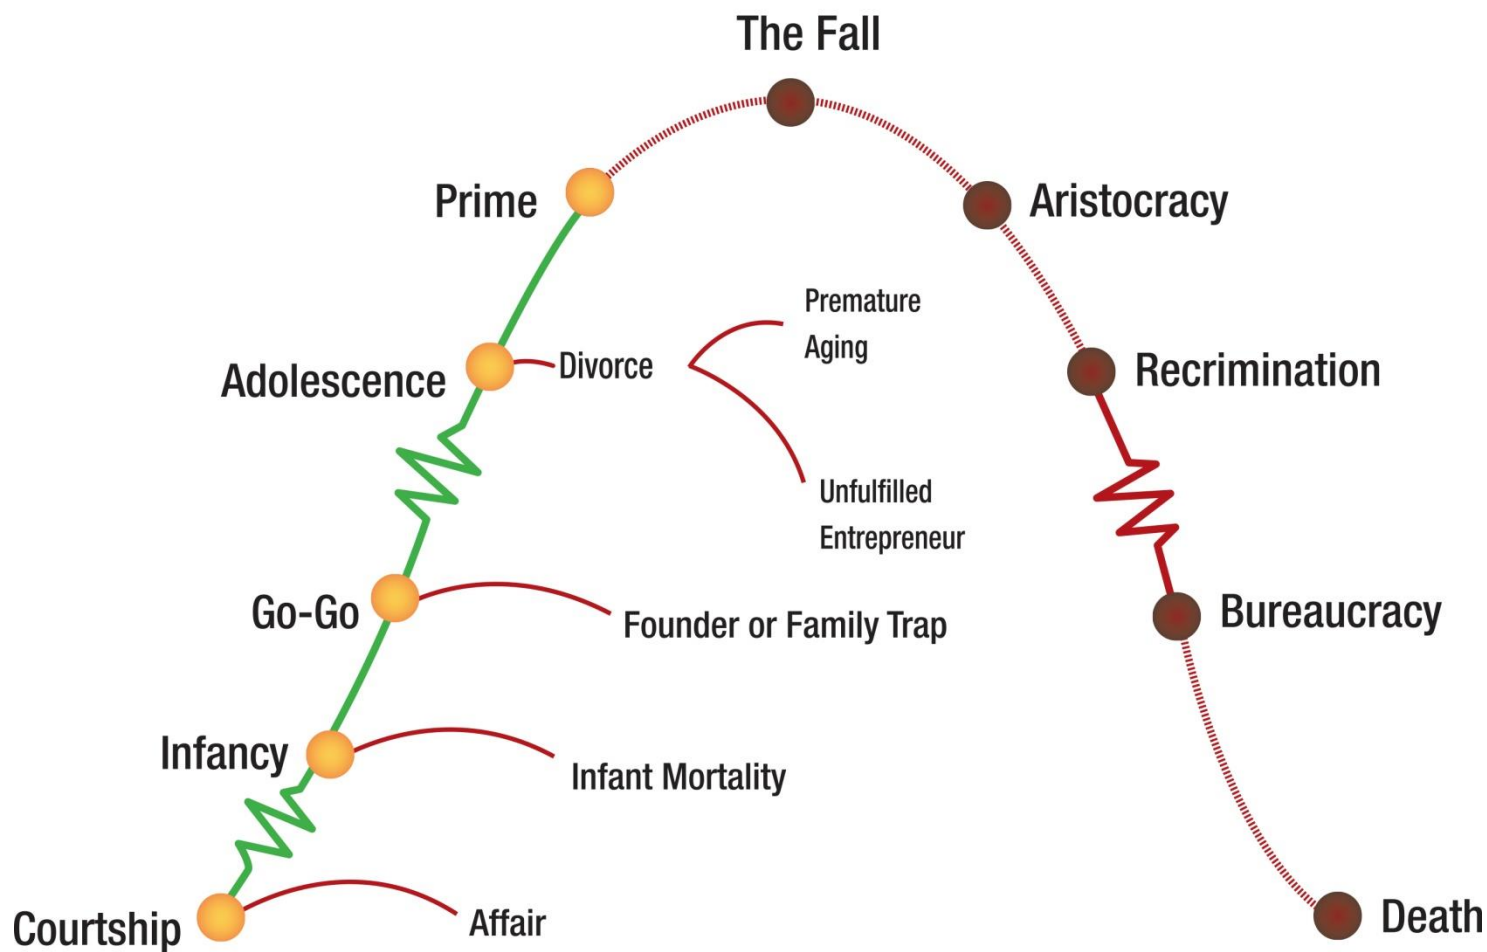 The Fall
Prime
Aristocracy
Premature
Aging
Adolescence
Divorce
Recrimination
Unfulfilled
Entrepreneur
Go-Go
Founder or Family Trap
Bureaucracy
Infancy
Infant Mortality
Courtship
Affair
Death